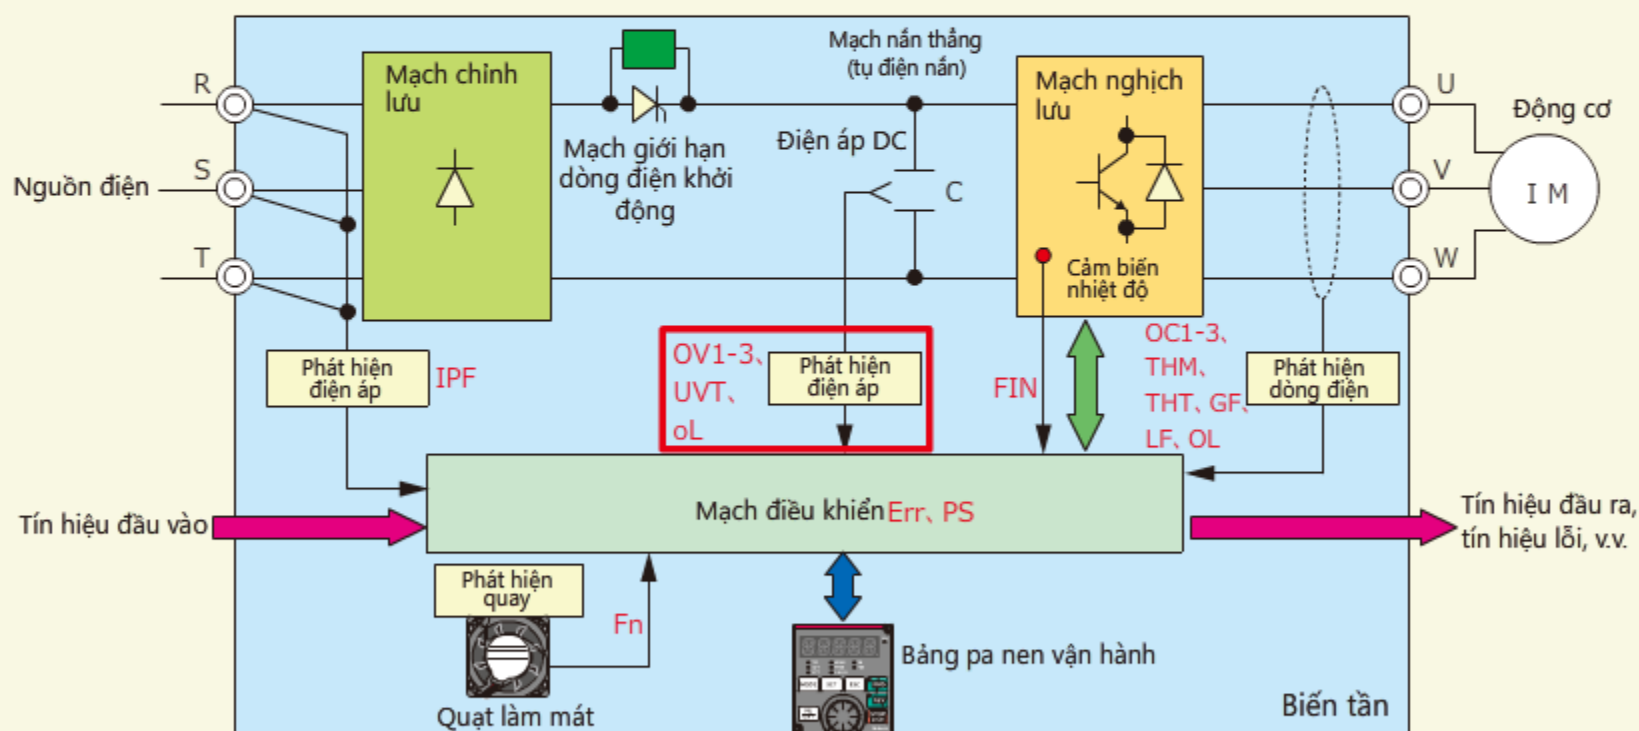 Mạch nắn thẳng
(tụ điện nắn)
R
Mạch chỉnh
lưu
Mạch nghịch
lưu
U
Động cơ
Điện áp DC
Mạch giới hạn
dòng điện khởi
động
S
Nguồn điện
C
V
I M
T
W
Cảm biến
nhiệt độ
Phát hiện
điện áp
IPF
OV1-3、
UVT、
oL
Phát hiện
điện áp
FIN
OC1-3、
THM、
THT、GF、
LF、OL
Phát hiện
dòng điện
Tín hiệu đầu vào
Mạch điều khiển Err、PS
Tín hiệu đầu ra,
tín hiệu lỗi, v.v.
Phát hiện
quay
Fn
Bảng pa nen vận hành
Quạt làm mát
Biến tần